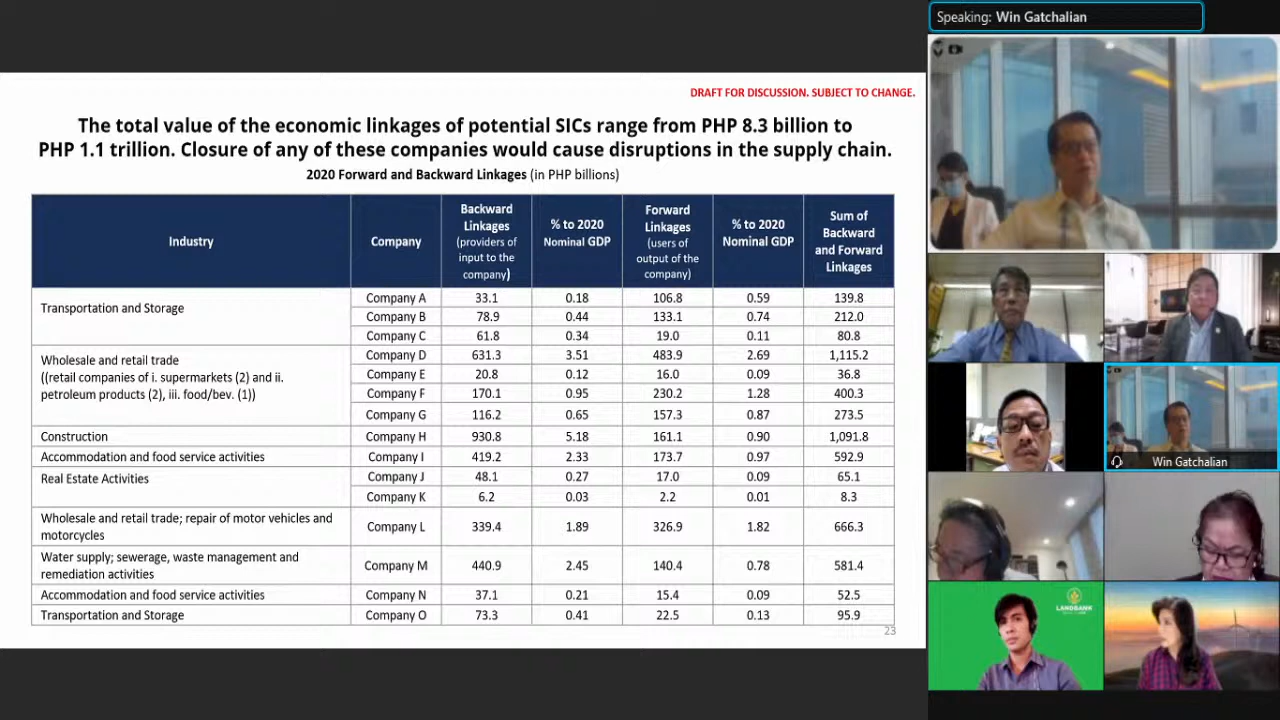 Speaking: Win Gatchalian
DRAFT FOR DISCUSSION. SUBJECT TO CHANGE.
The total value of the economic linkages of potential SICs range from PHP 8.3 billion to
PHP 1.1 trillion. Closure of any of these companies would cause disruptions in the supply chain.
2020 Forward and Backward Linkages (in PHP billions)
Industry Company Backward Linkages (providers of input to the company) % to 2020 Nominal GDP Forward Linkages (users of output of the company) % to 2020 Nominal GDP Sum of Backward and Forward Linkages
Transportation and Storage
Company A 33.1 0.18 106.8 0.59 139.8
Company B 78.9 0.44 133.1 0.74 212.0
Company C 61.8 0.34 19.0 0.11 80.8
Wholesale and retail trade
((retail companies of i. supermarkets (2) and ii.
petroleum products (2), iii. food/bev. (1))
Company D 631.3 3.51 483.9 2.69 1,115.2
Company E 20.8 0.12 16.0 0.09 36.8
Company F 170.1 0.95 230.2 1.28 400.3
Company G 116.2 0.65 157.3 0.87 273.5
Construction Company H 930.8 5.18 161.1 0.90 1,091.8
Accommodation and food service activities Company I 419.2 2.33 173.7 0.97 592.9
Real Estate Activities Company J 48.1 0.27 17.0 0.09 65.1
Company K 6.2 0.03 2.2 0.01 8.3
Wholesale and retail trade; repair of motor vehicles and
motorcycles
Company L 339.4 1.89 326.9 1.82 666.3
Water supply; sewerage, waste management and
remediation activities
Company M 440.9 2.45 140.4 0.78 581.4
Accommodation and food service activities Company N 37.1 0.21 15.4 0.09 52.5
Transportation and Storage Company O 73.3 0.41 22.5 0.13 95.9
23
Win Gatchalian
LANDBANK